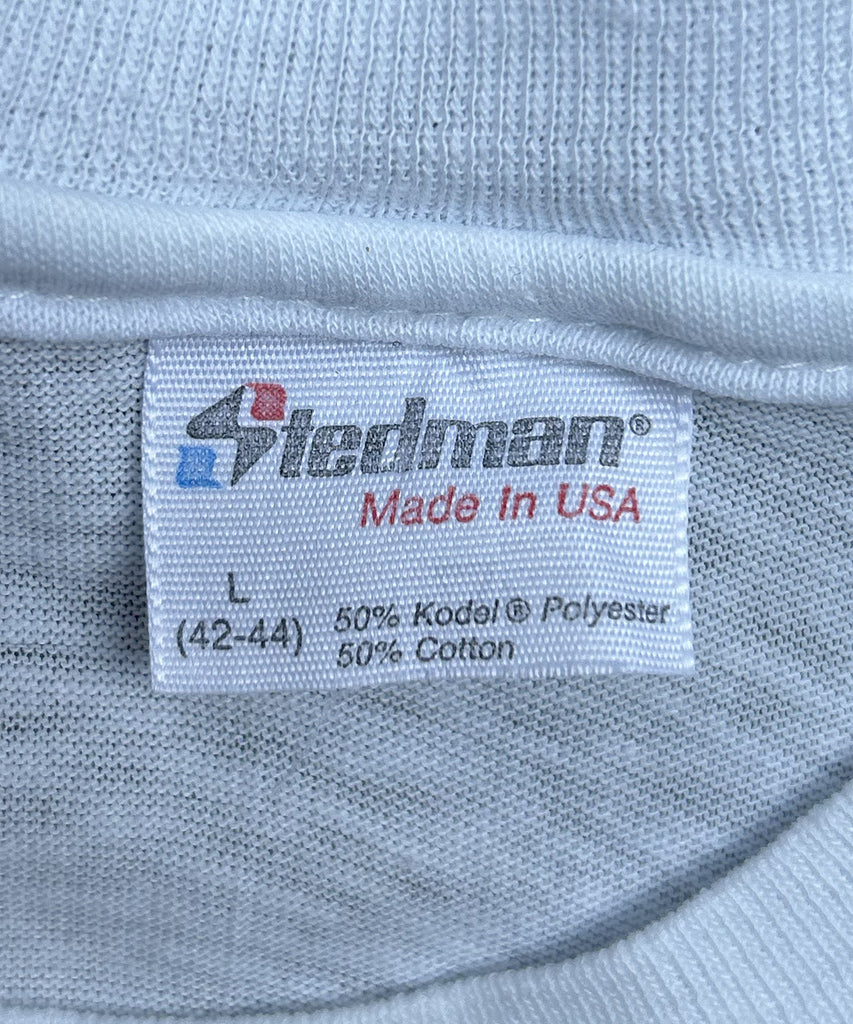 Stedman®
Made In USA
L
(42-44)
50% Kodel® Polyester
50% Cotton